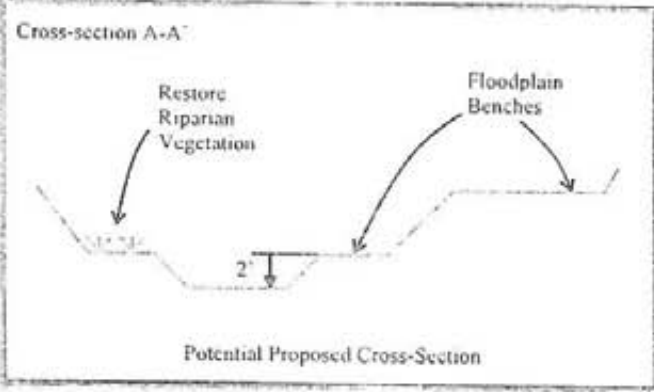 Cross-section A-A'
Restore
Riparian
Vegetation
Floodplain
Benches
2'
Potential Proposed Cross-Section